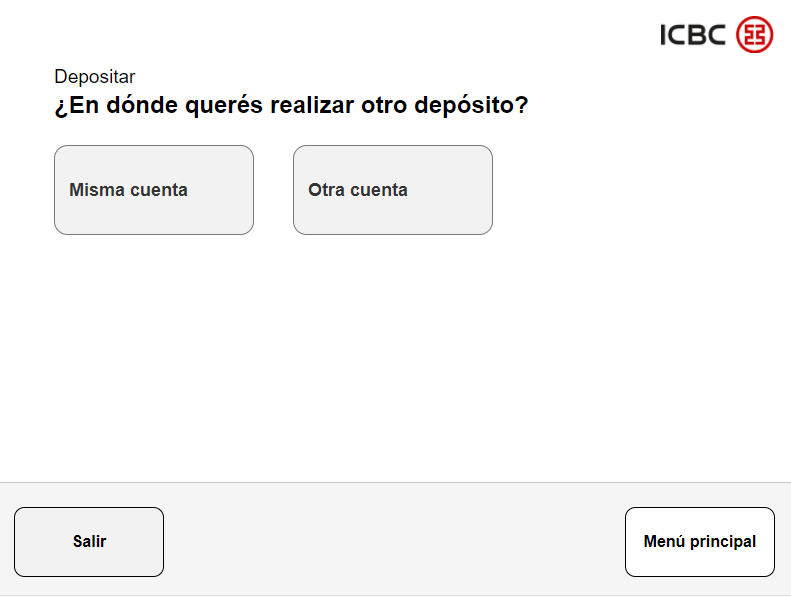 ICBC
Depositar
¿En dónde querés realizar otro depósito?
Misma cuenta
Otra cuenta
Salir
Menú principal